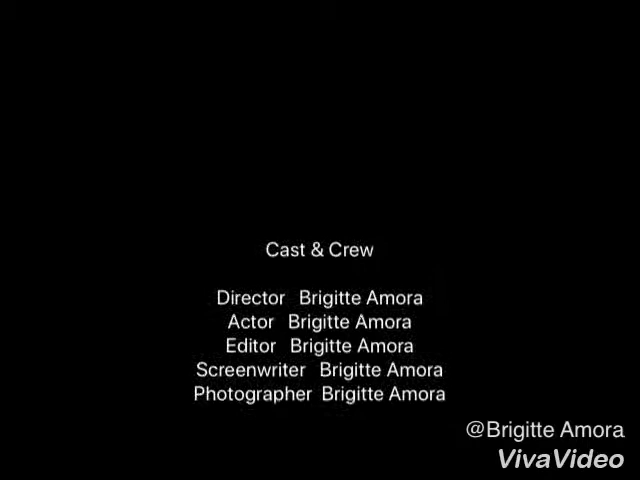 Cast & Crew
Director Brigitte Amora
Actor Brigitte Amora
Editor Brigitte Amora
Screenwriter Brigitte Amora
Photographer Brigitte Amora
@Brigitte Amora
VivaVideo